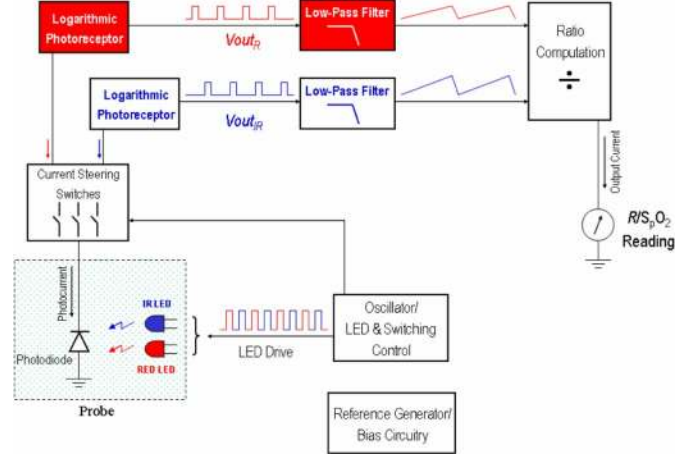 Logarithmic
Photoreceptor
Vout_R
Low-Pass Filter
Ratio
Computation
÷
Logarithmic
Photoreceptor
Vout_IR
Low-Pass Filter
Output Current
R/SpO2
Reading
Current Steering
Switches
Photocurrent
IR LED
Photodiode
RED LED
Probe
LED Drive
Oscillator/
LED & Switching
Control
Reference Generator/
Bias Circuitry